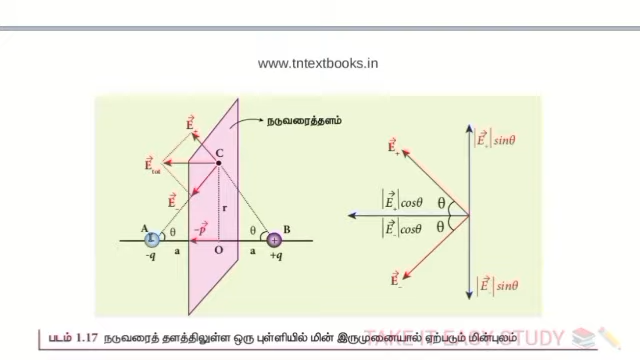 www.tntextbooks.in
நடுவரைத்தளம்
E₊
C
E_tot
E₋
r
A
θ
-p
θ
B
a
O
a
-q
+q
|E₊| sinθ
E₊
|E₊| cosθ θ
|E₋| cosθ θ
E₋
|E| sinθ
படம் 1.17 நடுவரைத் தளத்திலுள்ள ஒரு புள்ளியில் மின் இருமுனையால் ஏற்படும் மின்புலம்
TAKE IT EASY STUDY